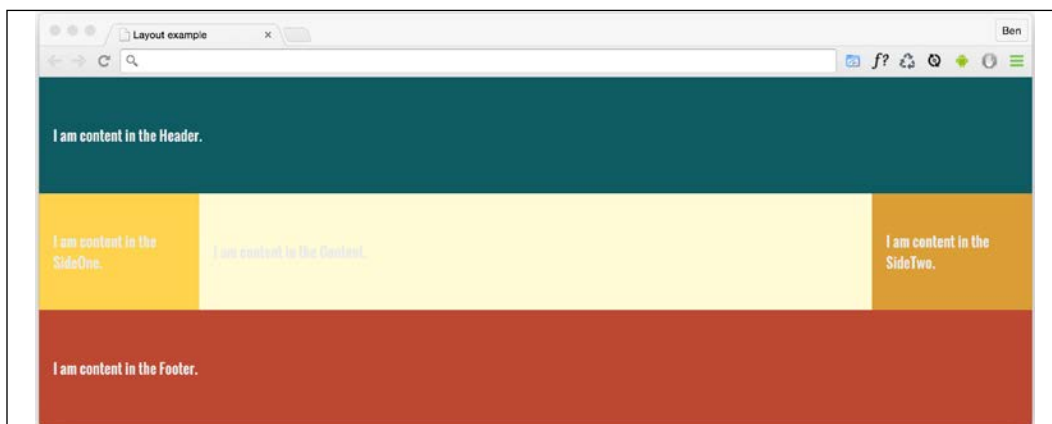 Layout example
Ben
f?
I am content in the Header.
I am content in the
SideOne.
I am content in the Content.
I am content in the
SideTwo.
I am content in the Footer.